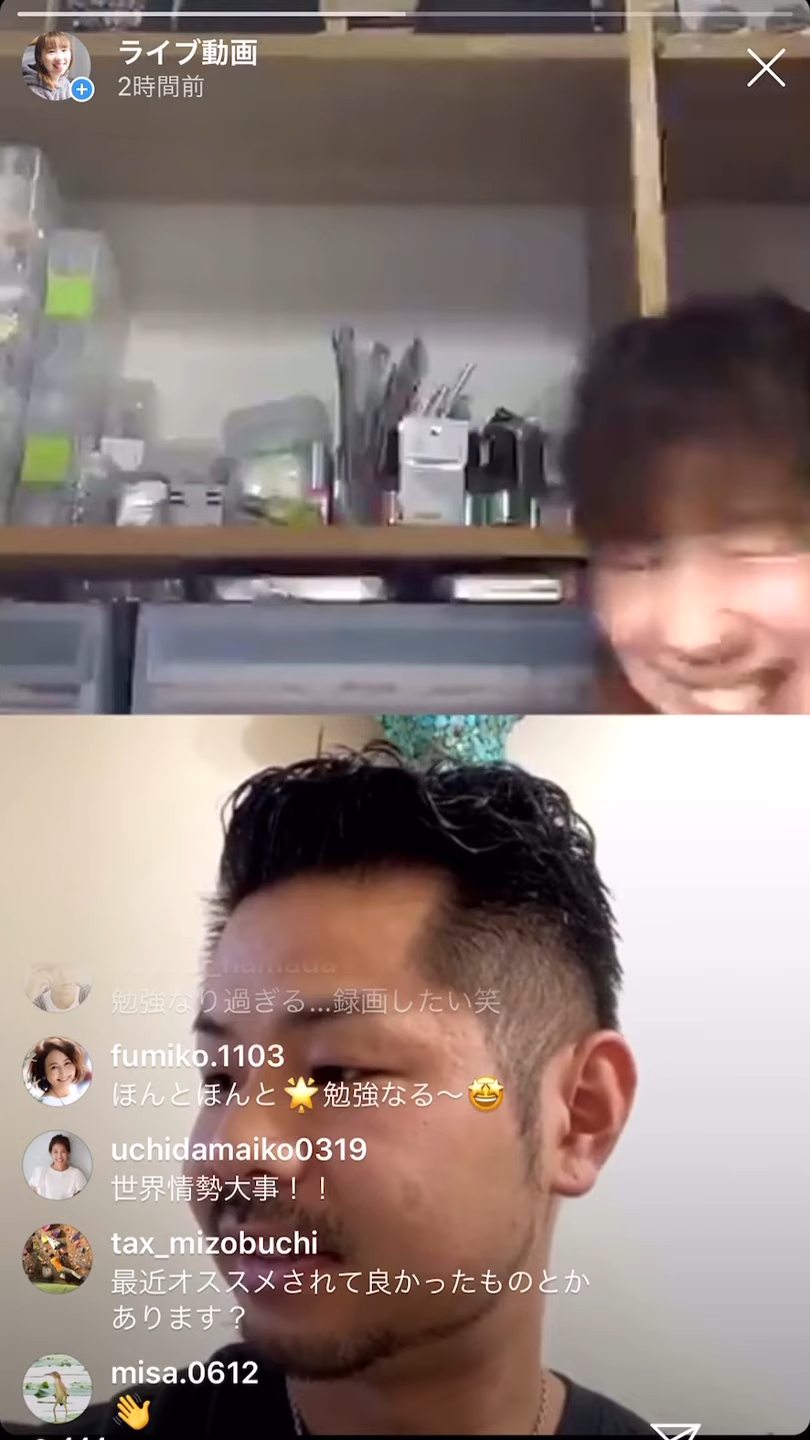 ライブ動画
2時間前
勉強なり過ぎる...録画したい笑
fumiko.1103
ほんとほんと🌟勉強なる〜🤩
uchidamaiko0319
世界情勢大事！！
tax_mizobuchi
最近オススメされて良かったものとか
あります？
misa.0612
👋